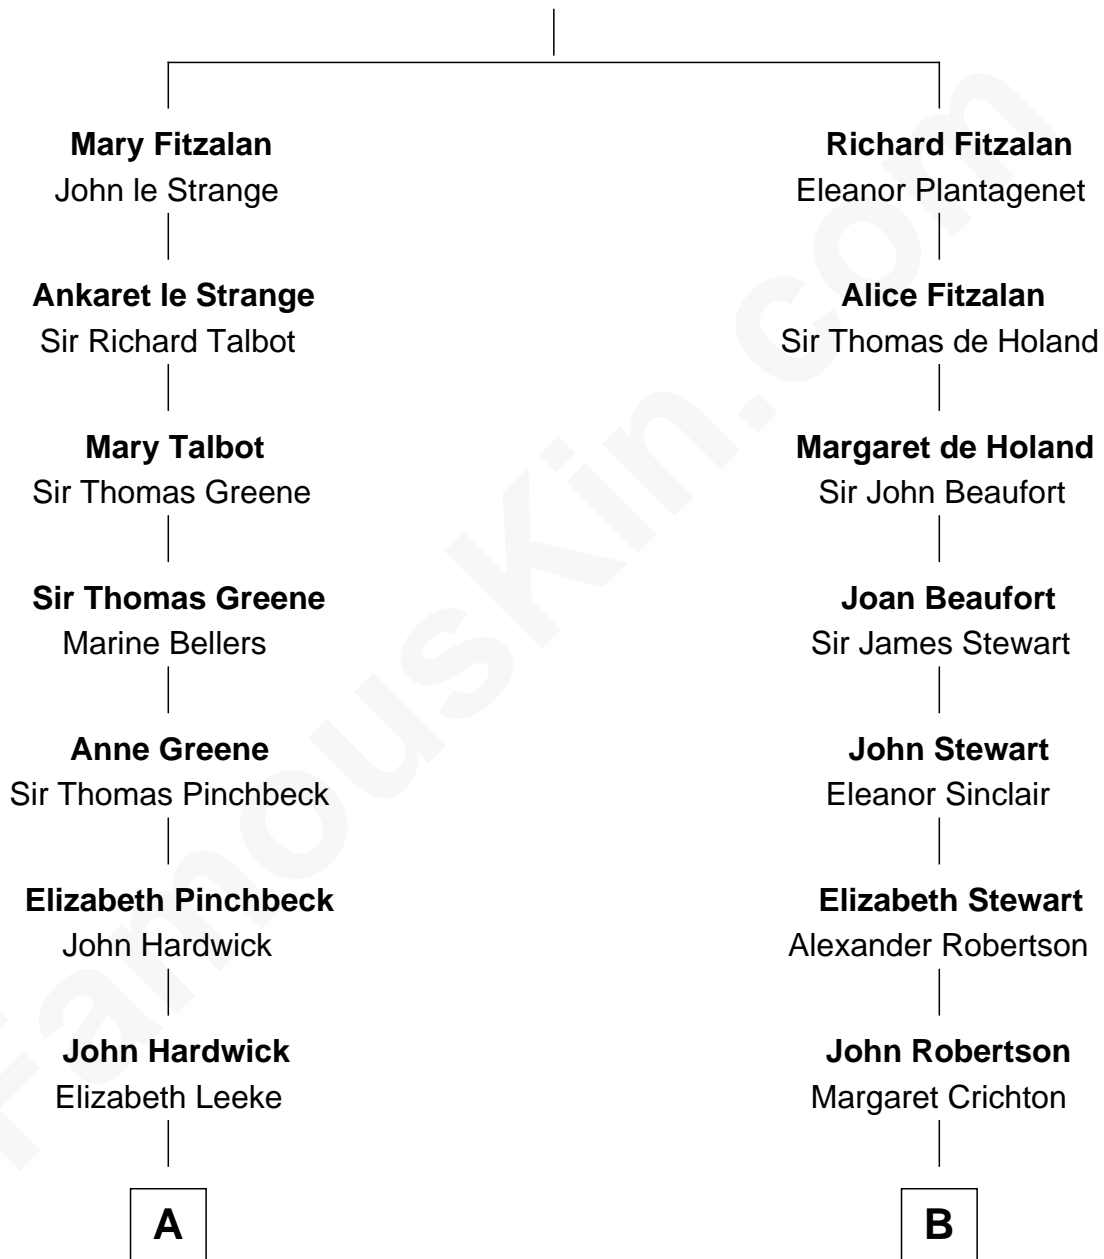 Mary Fitzalan
John le Strange
Ankaret le Strange
Sir Richard Talbot
Mary Talbot
Sir Thomas Greene
Sir Thomas Greene
Marine Bellers
Anne Greene
Sir Thomas Pinchbeck
Elizabeth Pinchbeck
John Hardwick
John Hardwick
Elizabeth Leeke
A
Richard Fitzalan
Eleanor Plantagenet
Alice Fitzalan
Sir Thomas de Holand
Margaret de Holand
Sir John Beaufort
Joan Beaufort
Sir James Stewart
John Stewart
Eleanor Sinclair
Elizabeth Stewart
Alexander Robertson
John Robertson
Margaret Crichton
B
FamousKin.com